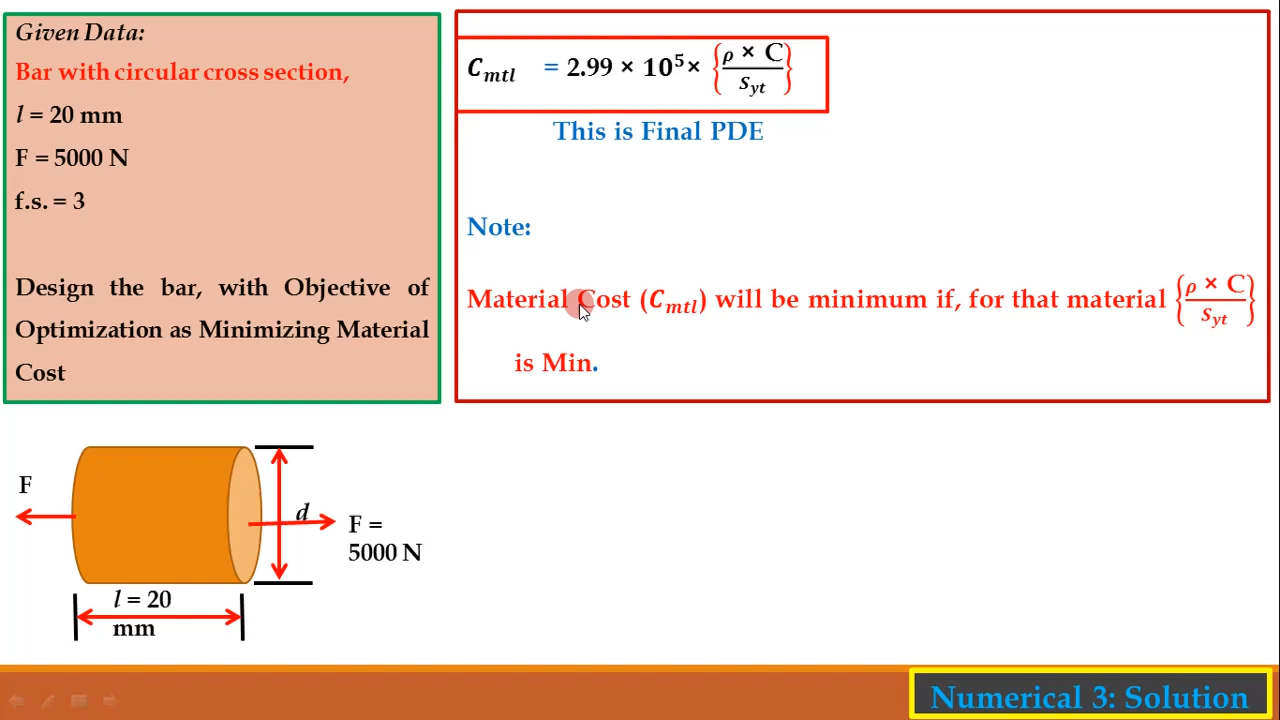 Given Data:
Bar with circular cross section,
l = 20 mm
F = 5000 N
f.s. = 3
Design the bar, with Objective of
Optimization as Minimizing Material
Cost
C_mtl = 2.99 × 10⁵ × {ρ × C / s_yt}
This is Final PDE
Note:
Material Cost (C_mtl) will be minimum if, for that material {ρ × C / s_yt}
is Min.
F
d
F =
5000 N
l = 20
mm
Numerical 3: Solution